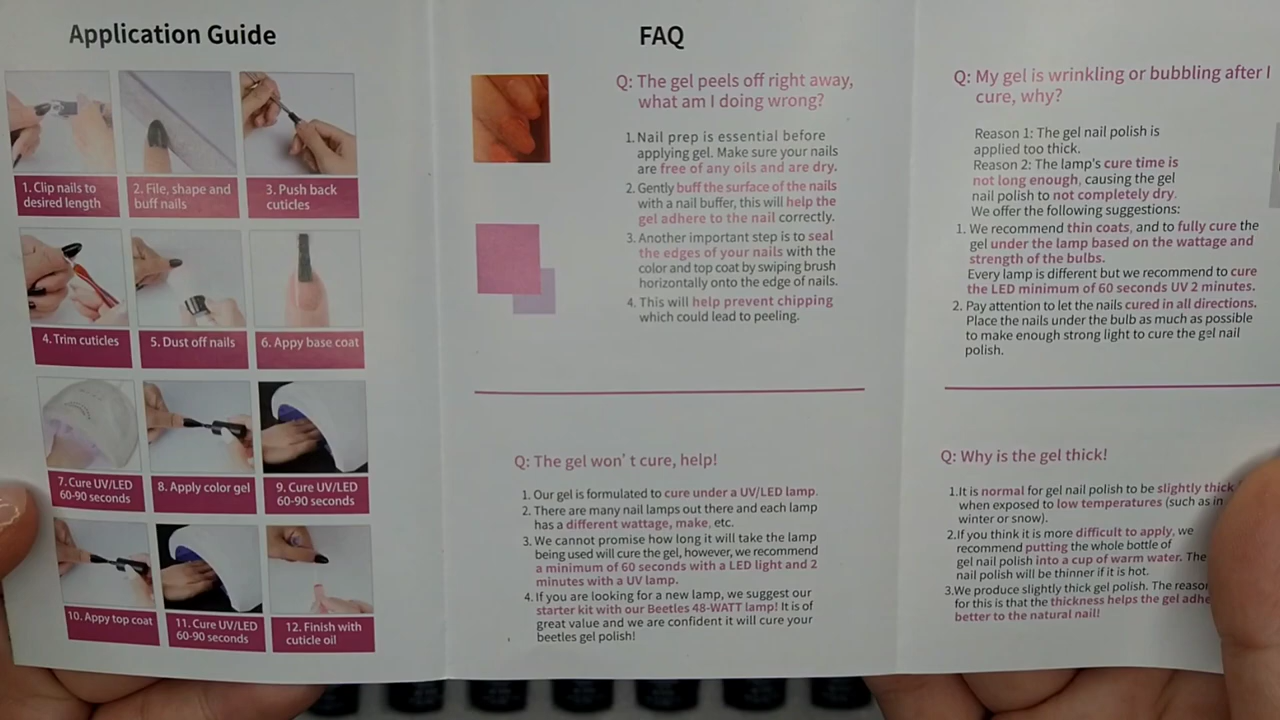 Application Guide
1. Clip nails to
desired length
2. File, shape and
buff nails
3. Push back
cuticles
4. Trim cuticles
5. Dust off nails
6. Appy base coat
7. Cure UV/LED
60-90 seconds
8. Apply color gel
9. Cure UV/LED
60-90 seconds
10. Appy top coat
11. Cure UV/LED
60-90 seconds
12. Finish with
cuticle oil
FAQ
Q: The gel peels off right away,
what am I doing wrong?
1. Nail prep is essential before
applying gel. Make sure your nails
are free of any oils and are dry.
2. Gently buff the surface of the nails
with a nail buffer, this will help the
gel adhere to the nail correctly.
3. Another important step is to seal
the edges of your nails with the
color and top coat by swiping brush
horizontally onto the edge of nails.
4. This will help prevent chipping
which could lead to peeling.
Q: The gel won't cure, help!
1. Our gel is formulated to cure under a UV/LED lamp.
2. There are many nail lamps out there and each lamp
has a different wattage, make, etc.
3. We cannot promise how long it will take the lamp
being used will cure the gel, however, we recommend
a minimum of 60 seconds with a LED light and 2
minutes with a UV lamp.
4. If you are looking for a new lamp, we suggest our
starter kit with our Beetles 48-WATT lamp! It is of
great value and we are confident it will cure your
beetles gel polish!
Q: My gel is wrinkling or bubbling after I
cure, why?
Reason 1: The gel nail polish is
applied too thick.
Reason 2: The lamp's cure time is
not long enough, causing the gel
nail polish to not completely dry.
We offer the following suggestions:
1. We recommend thin coats, and to fully cure the
gel under the lamp based on the wattage and
strength of the bulbs.
Every lamp is different but we recommend to cure
the LED minimum of 60 seconds UV 2 minutes.
2. Pay attention to let the nails cured in all directions.
Place the nails under the bulb as much as possible
to make enough strong light to cure the gel nail
polish.
Q: Why is the gel thick!
1.It is normal for gel nail polish to be slightly thick
when exposed to low temperatures (such as in
winter or snow).
2.If you think it is more difficult to apply, we
recommend putting the whole bottle of
gel nail polish into a cup of warm water. The
nail polish will be thinner if it is hot.
3.We produce slightly thick gel polish. The
for this is that the thickness helps the gel
better to the natural nail!